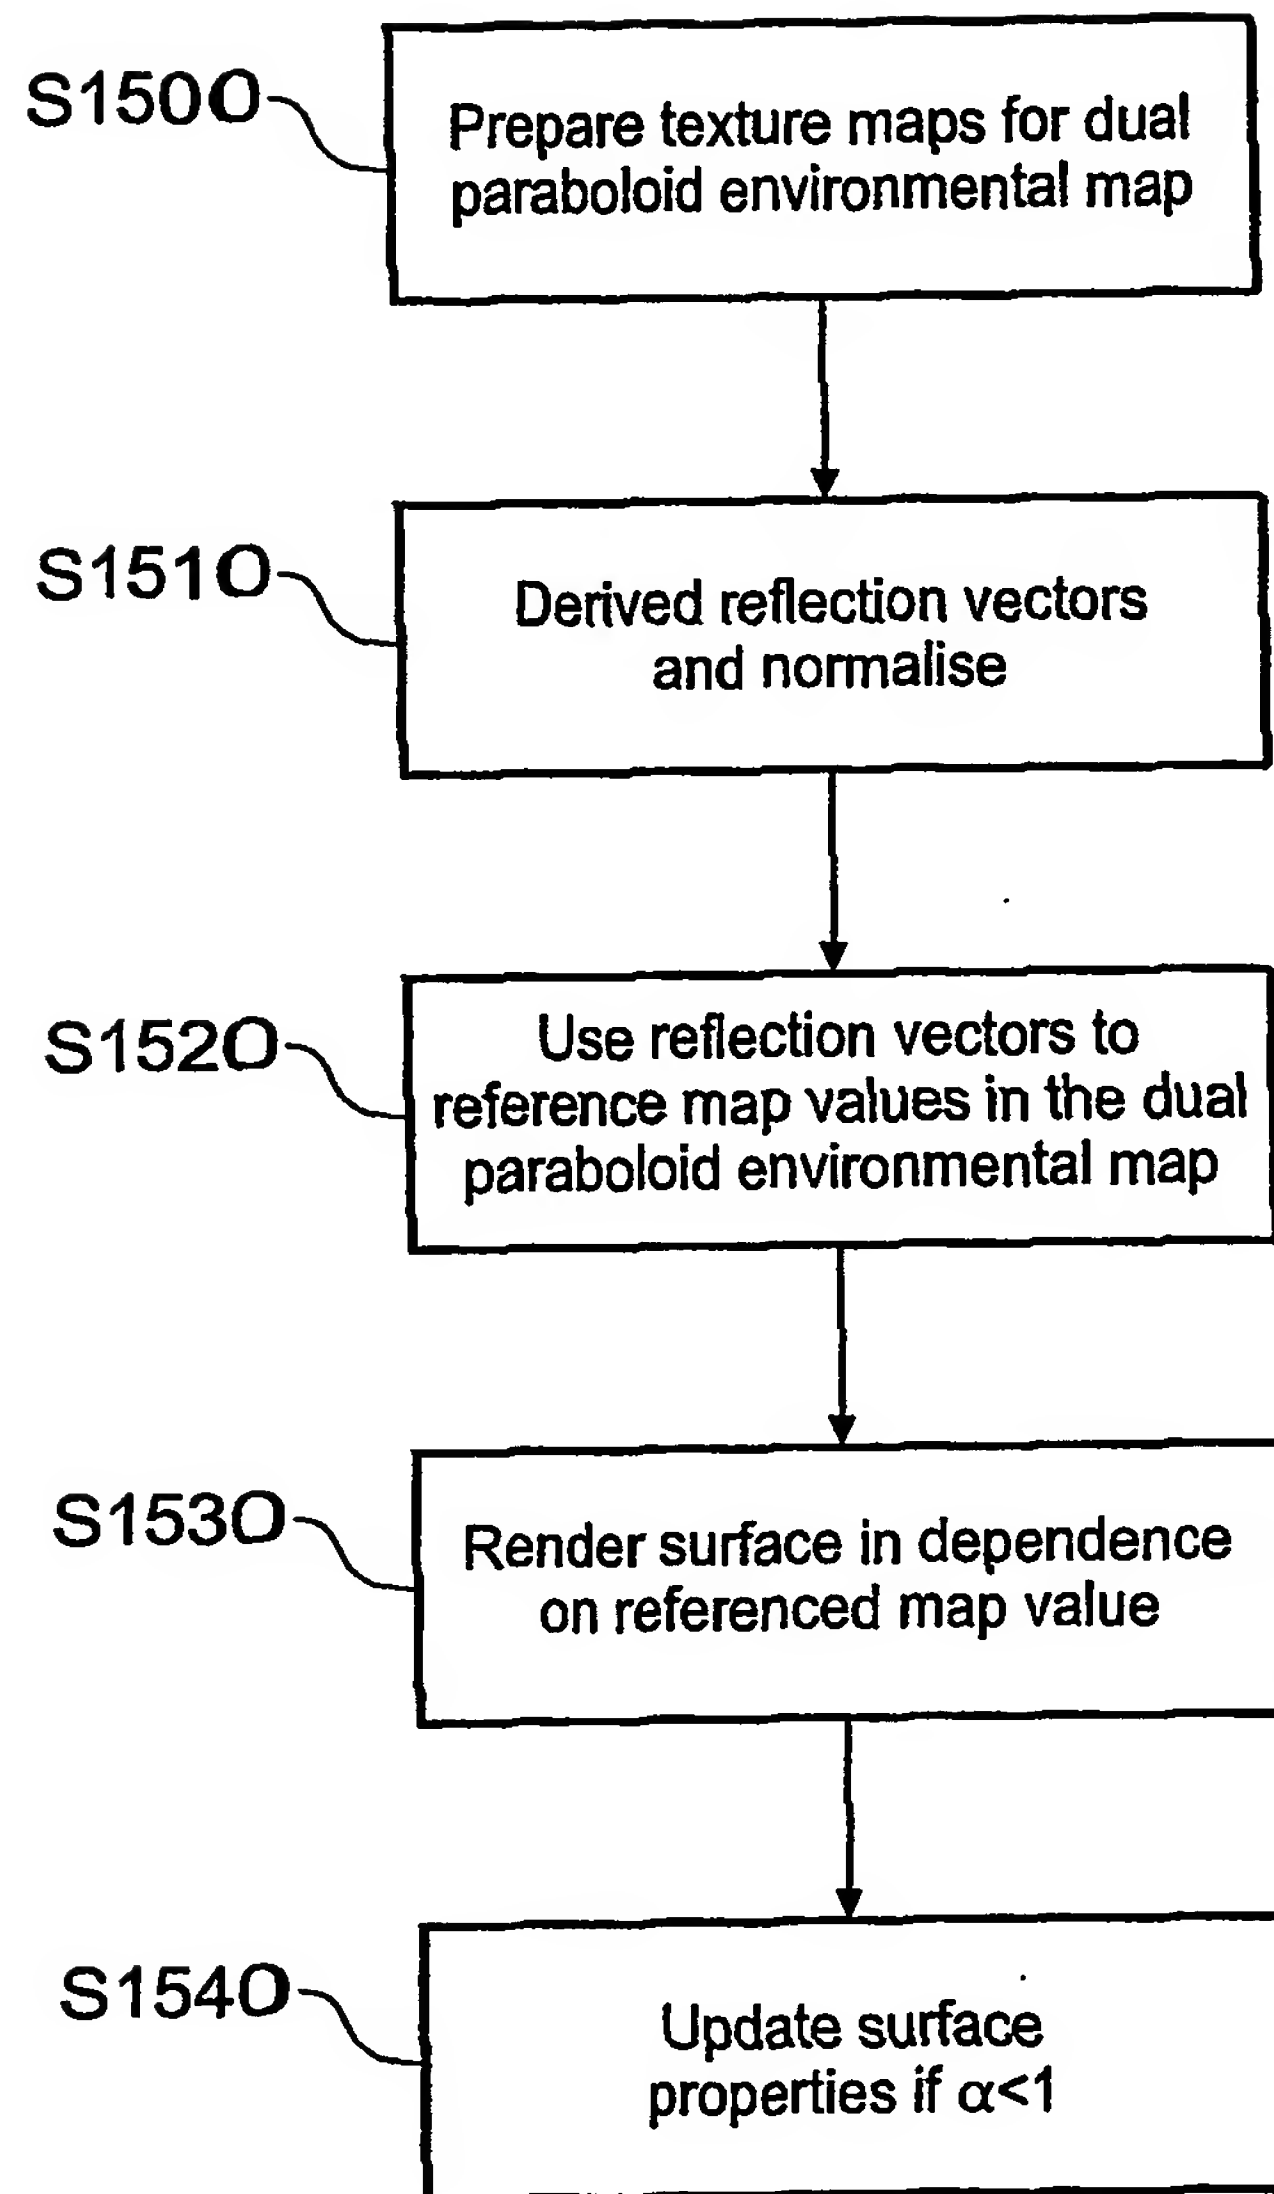 S1500
Prepare texture maps for dual
paraboloid environmental map
S1510
Derived reflection vectors
and normalise
S1520
Use reflection vectors to
reference map values in the dual
paraboloid environmental map
S1530
Render surface in dependence
on referenced map value
S1540
Update surface
properties if α<1